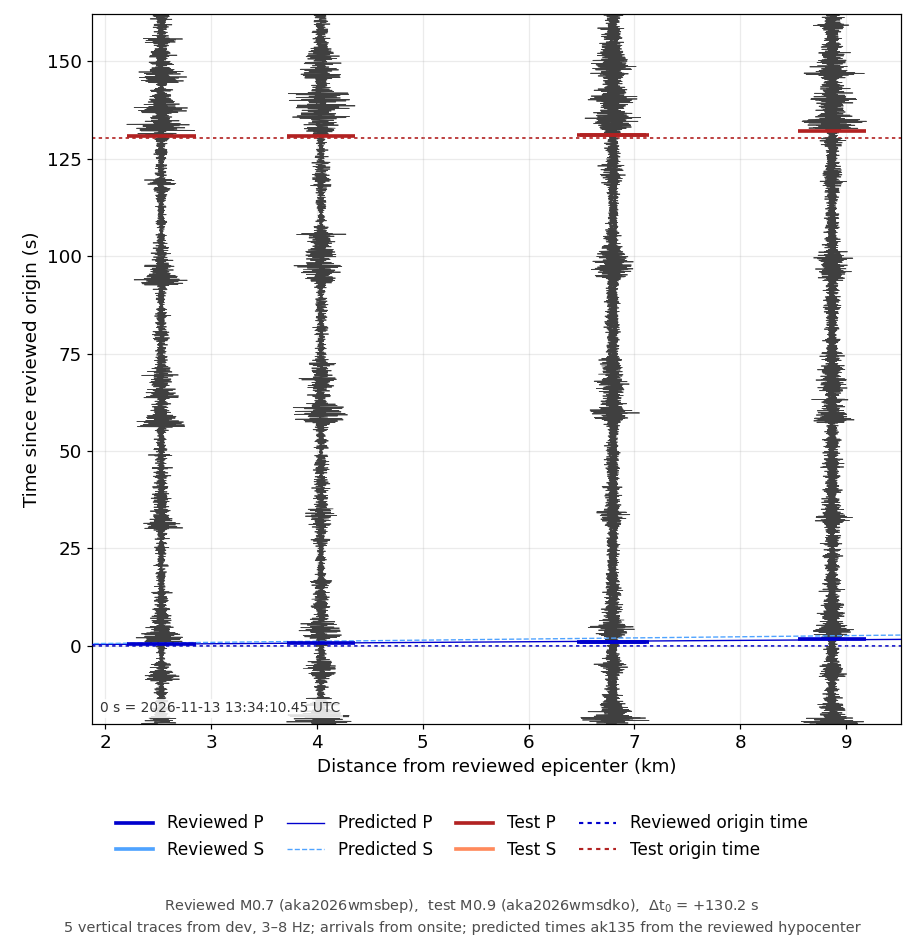 150
125
100
75
50
25
0
Time since reviewed origin (s)
0 s = 2026-11-13 13:34:10.45 UTC
2 3 4 5 6 7 8 9
Distance from reviewed epicenter (km)
Reviewed P Predicted P Test P Reviewed origin time
Reviewed S Predicted S Test S Test origin time
Reviewed M0.7 (aka2026wmsbep), test M0.9 (aka2026wmsdko), Δt₀ = +130.2 s
5 vertical traces from dev, 3–8 Hz; arrivals from onsite; predicted times ak135 from the reviewed hypocenter